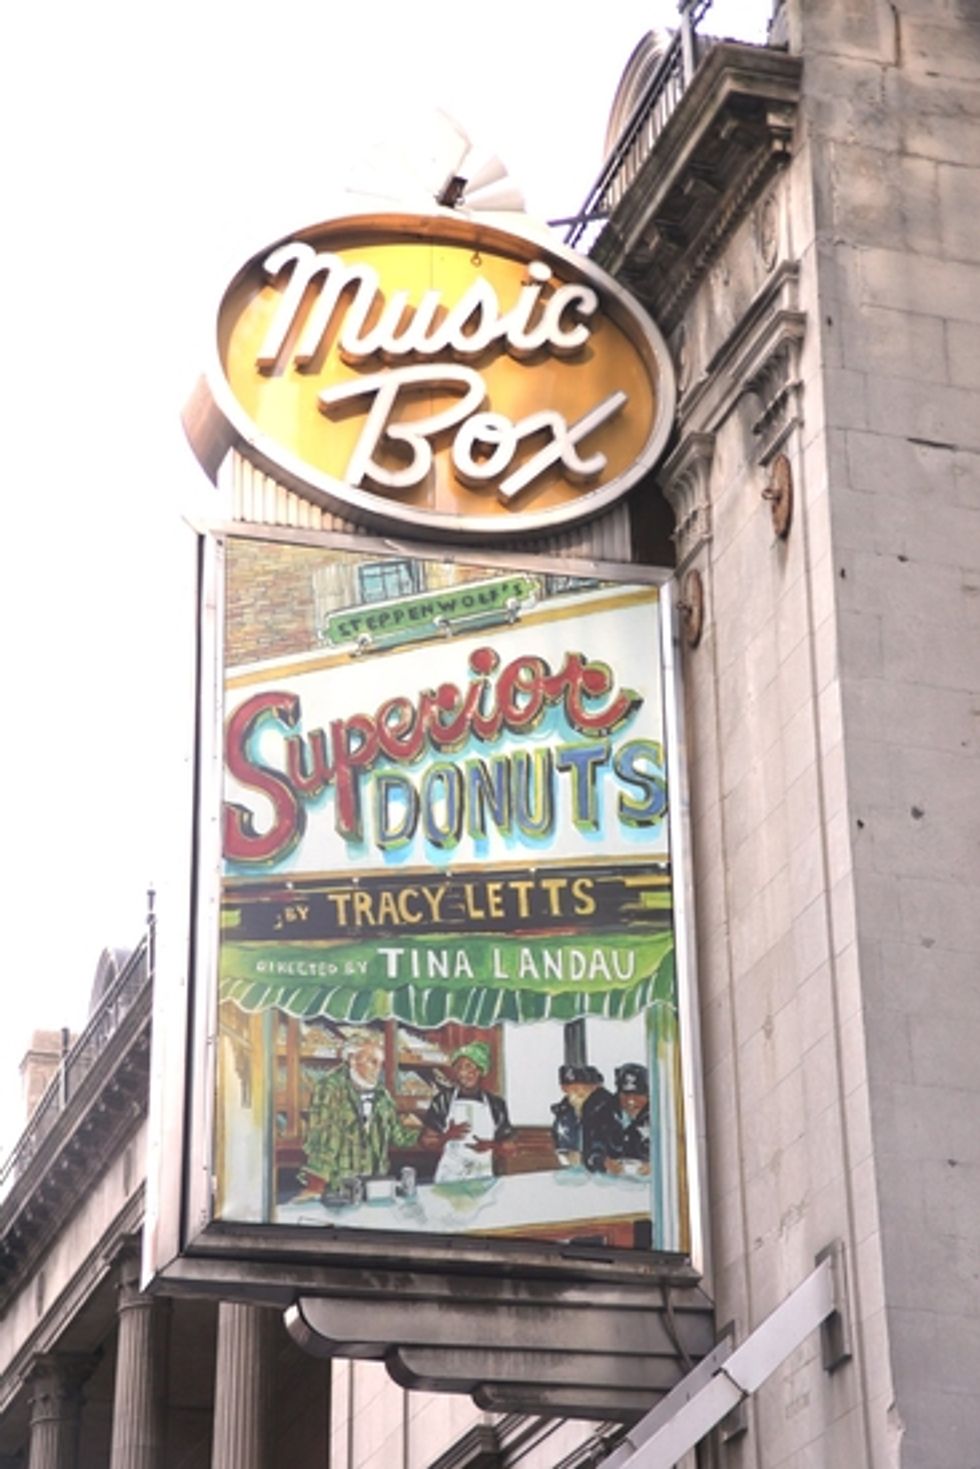 Music
Box
STEPPENWOLF'S
Superior
DONUTS
BY TRACY LETTS
DIRECTED BY TINA LANDAU